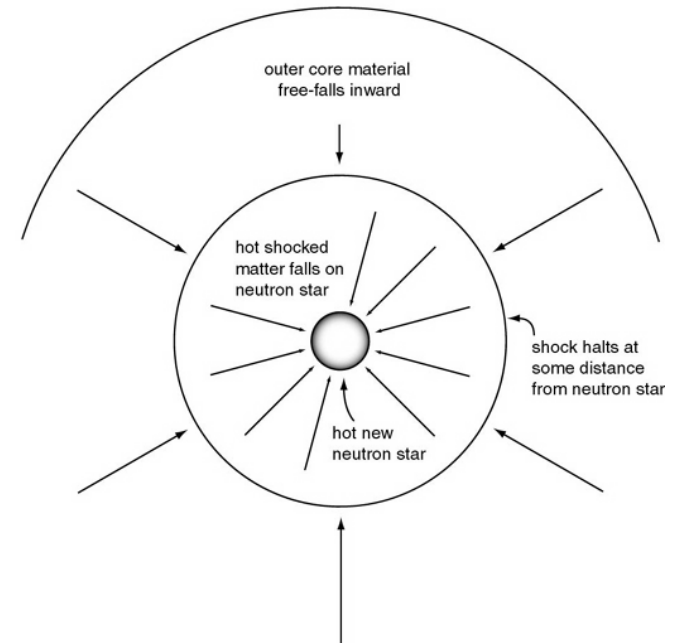 outer core material
free-falls inward
hot shocked
matter falls on
neutron star
shock halts at
some distance
from neutron star
hot new
neutron star